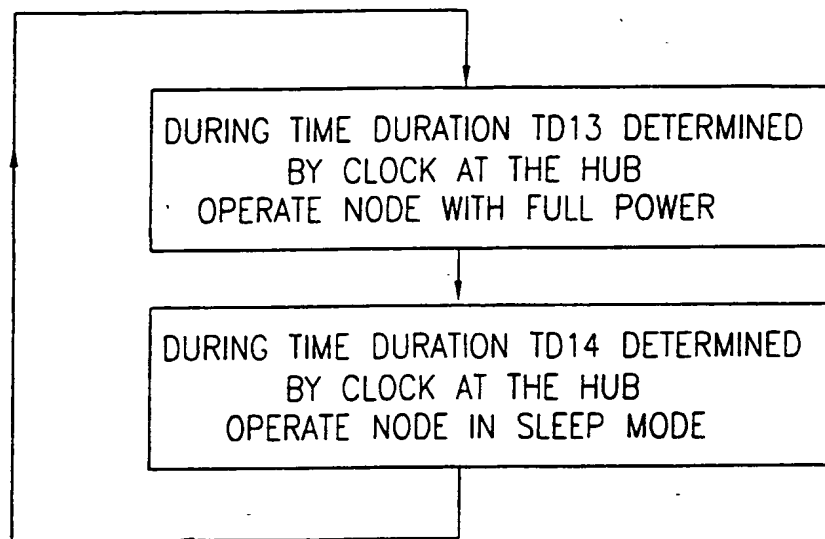 DURING TIME DURATION TD13 DETERMINED
BY CLOCK AT THE HUB
OPERATE NODE WITH FULL POWER
DURING TIME DURATION TD14 DETERMINED
BY CLOCK AT THE HUB
OPERATE NODE IN SLEEP MODE